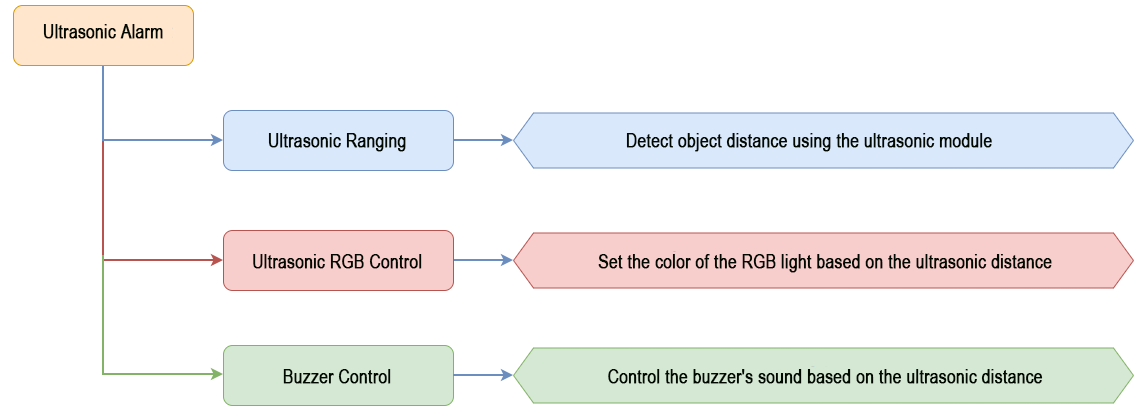 Ultrasonic Alarm
Ultrasonic Ranging
Detect object distance using the ultrasonic module
Ultrasonic RGB Control
Set the color of the RGB light based on the ultrasonic distance
Buzzer Control
Control the buzzer's sound based on the ultrasonic distance